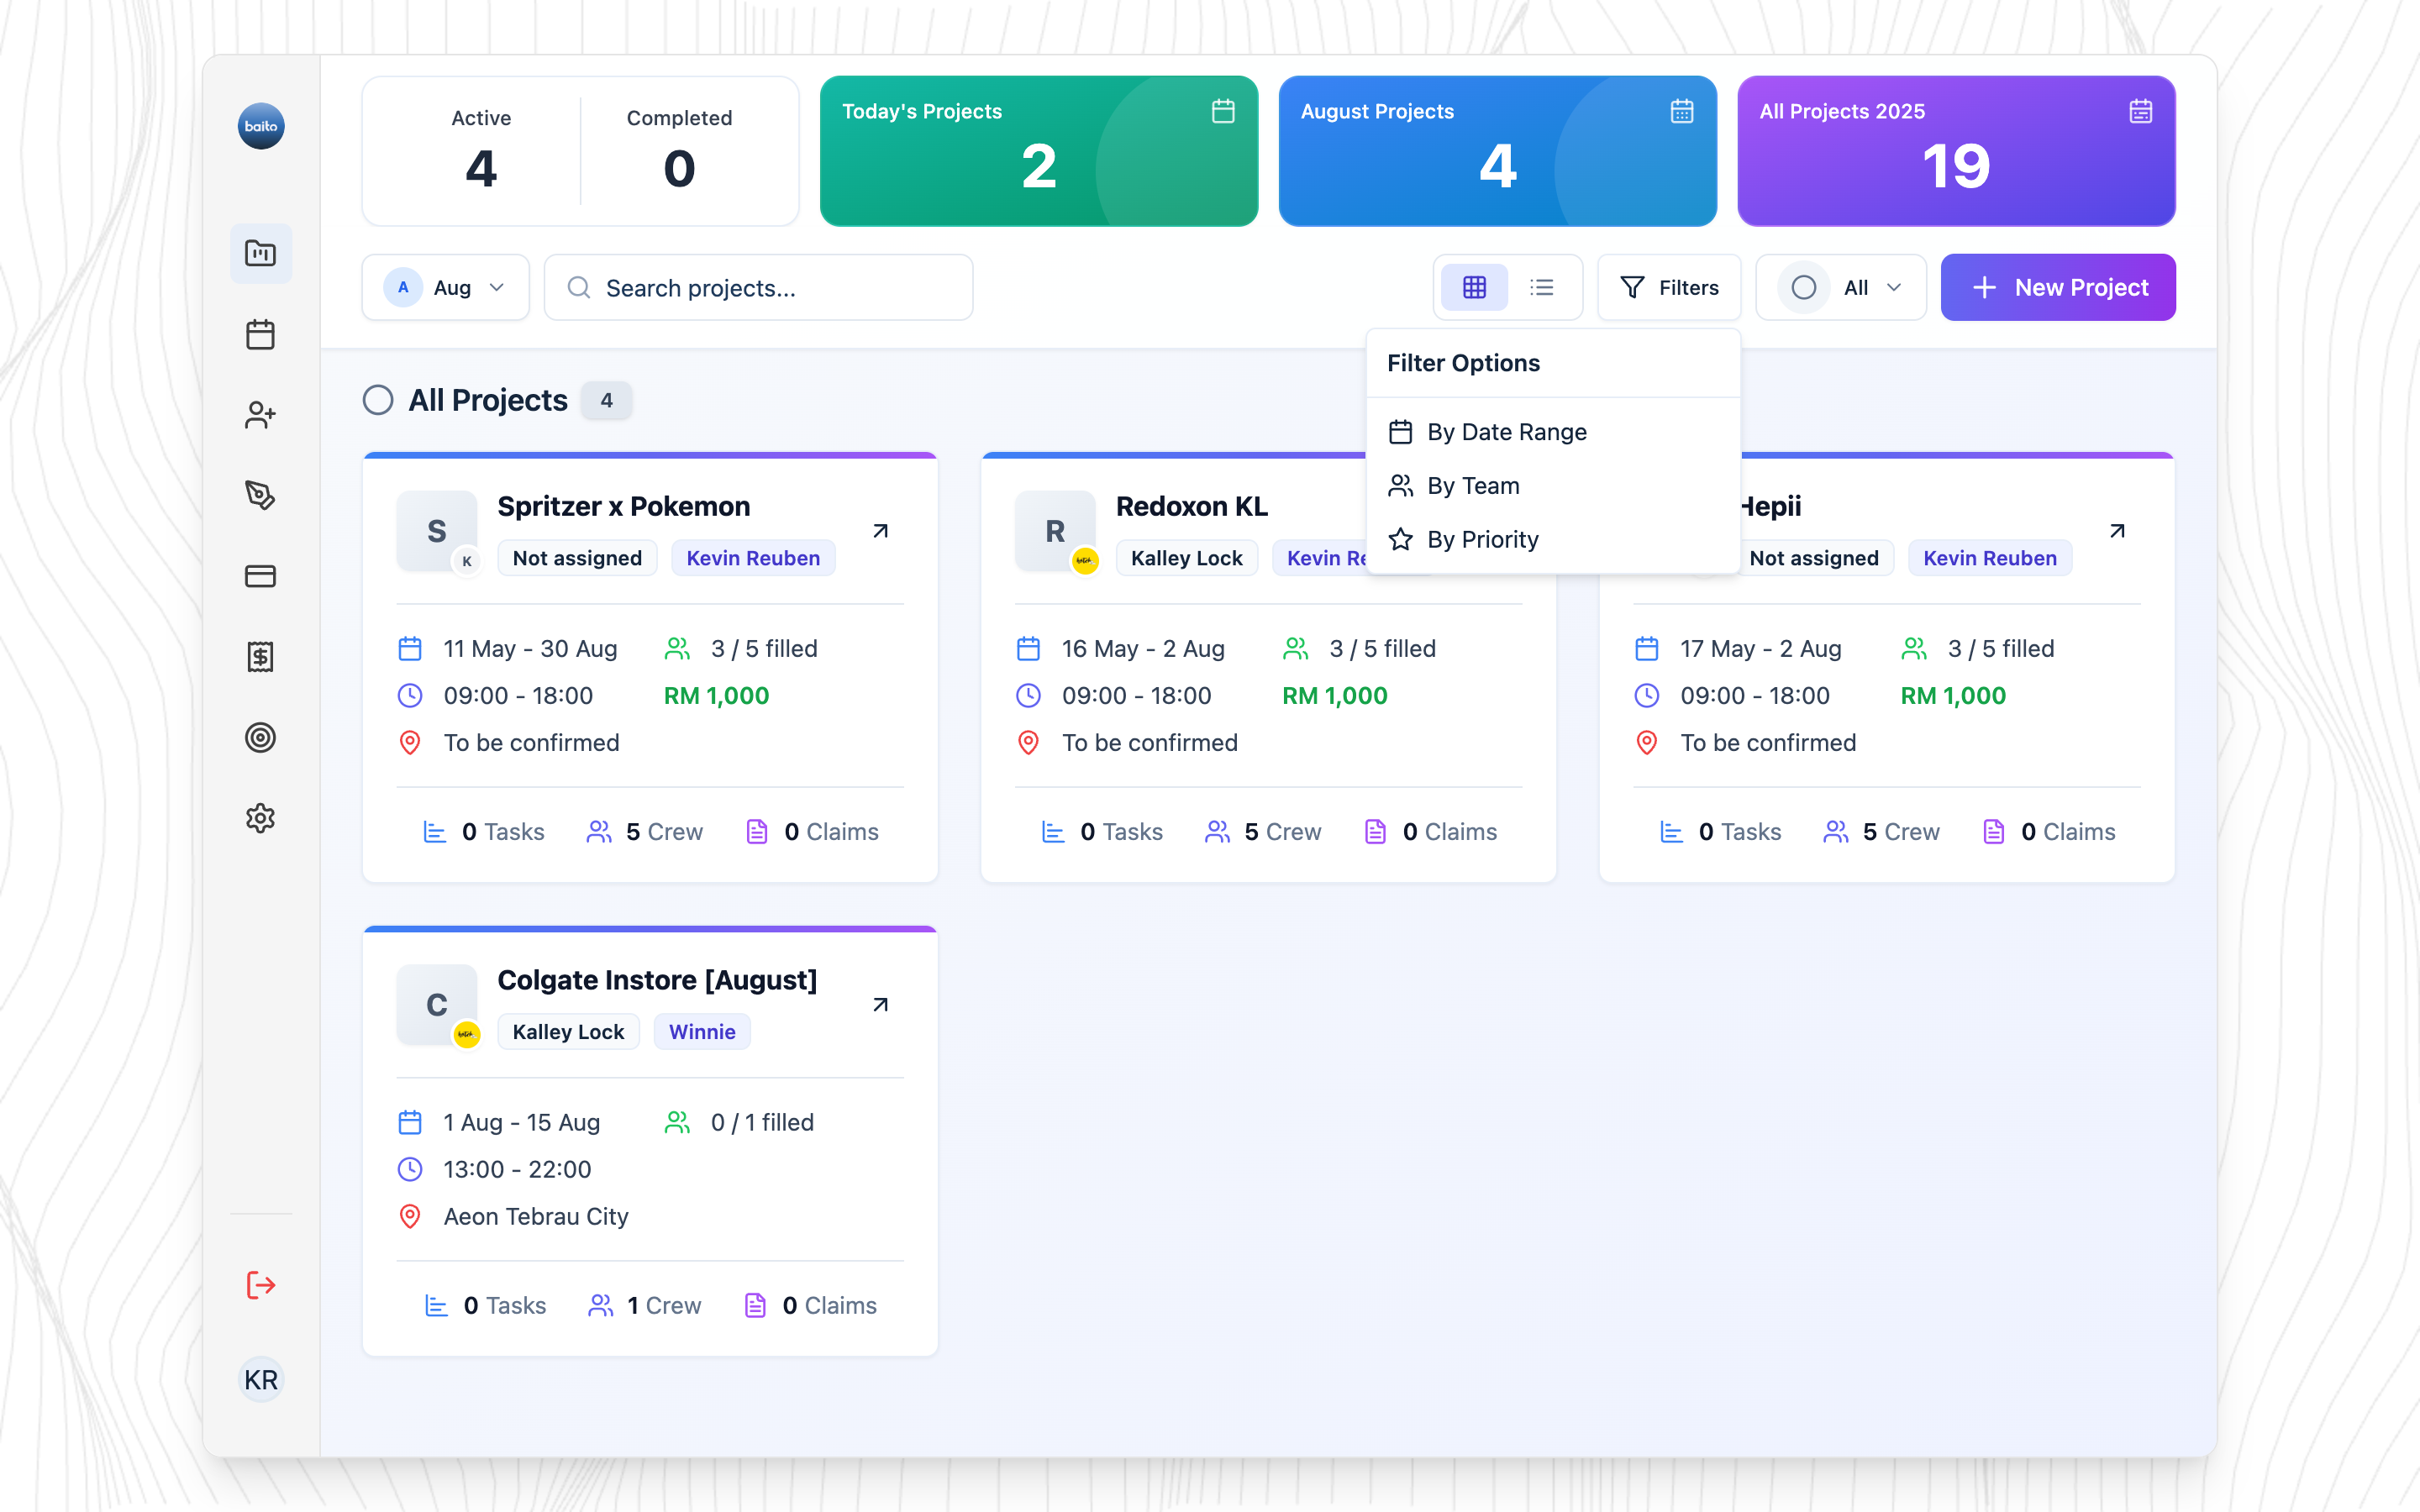 baito
Active
4
Completed
0
Today's Projects
2
August Projects
4
All Projects 2025
19
A Aug
Search projects...
Filters
All
New Project
Filter Options
By Date Range
By Team
By Priority
All Projects 4
S
K
Spritzer x Pokemon
Not assigned Kevin Reuben
11 May - 30 Aug 3 / 5 filled
09:00 - 18:00 RM 1,000
To be confirmed
0 Tasks 5 Crew 0 Claims
R
Redoxon KL
Kalley Lock Kevin Re
16 May - 2 Aug 3 / 5 filled
09:00 - 18:00 RM 1,000
To be confirmed
0 Tasks 5 Crew 0 Claims
Hepii
Not assigned Kevin Reuben
17 May - 2 Aug 3 / 5 filled
09:00 - 18:00 RM 1,000
To be confirmed
0 Tasks 5 Crew 0 Claims
C
Colgate Instore [August]
Kalley Lock Winnie
1 Aug - 15 Aug 0 / 1 filled
13:00 - 22:00
Aeon Tebrau City
0 Tasks 1 Crew 0 Claims
KR